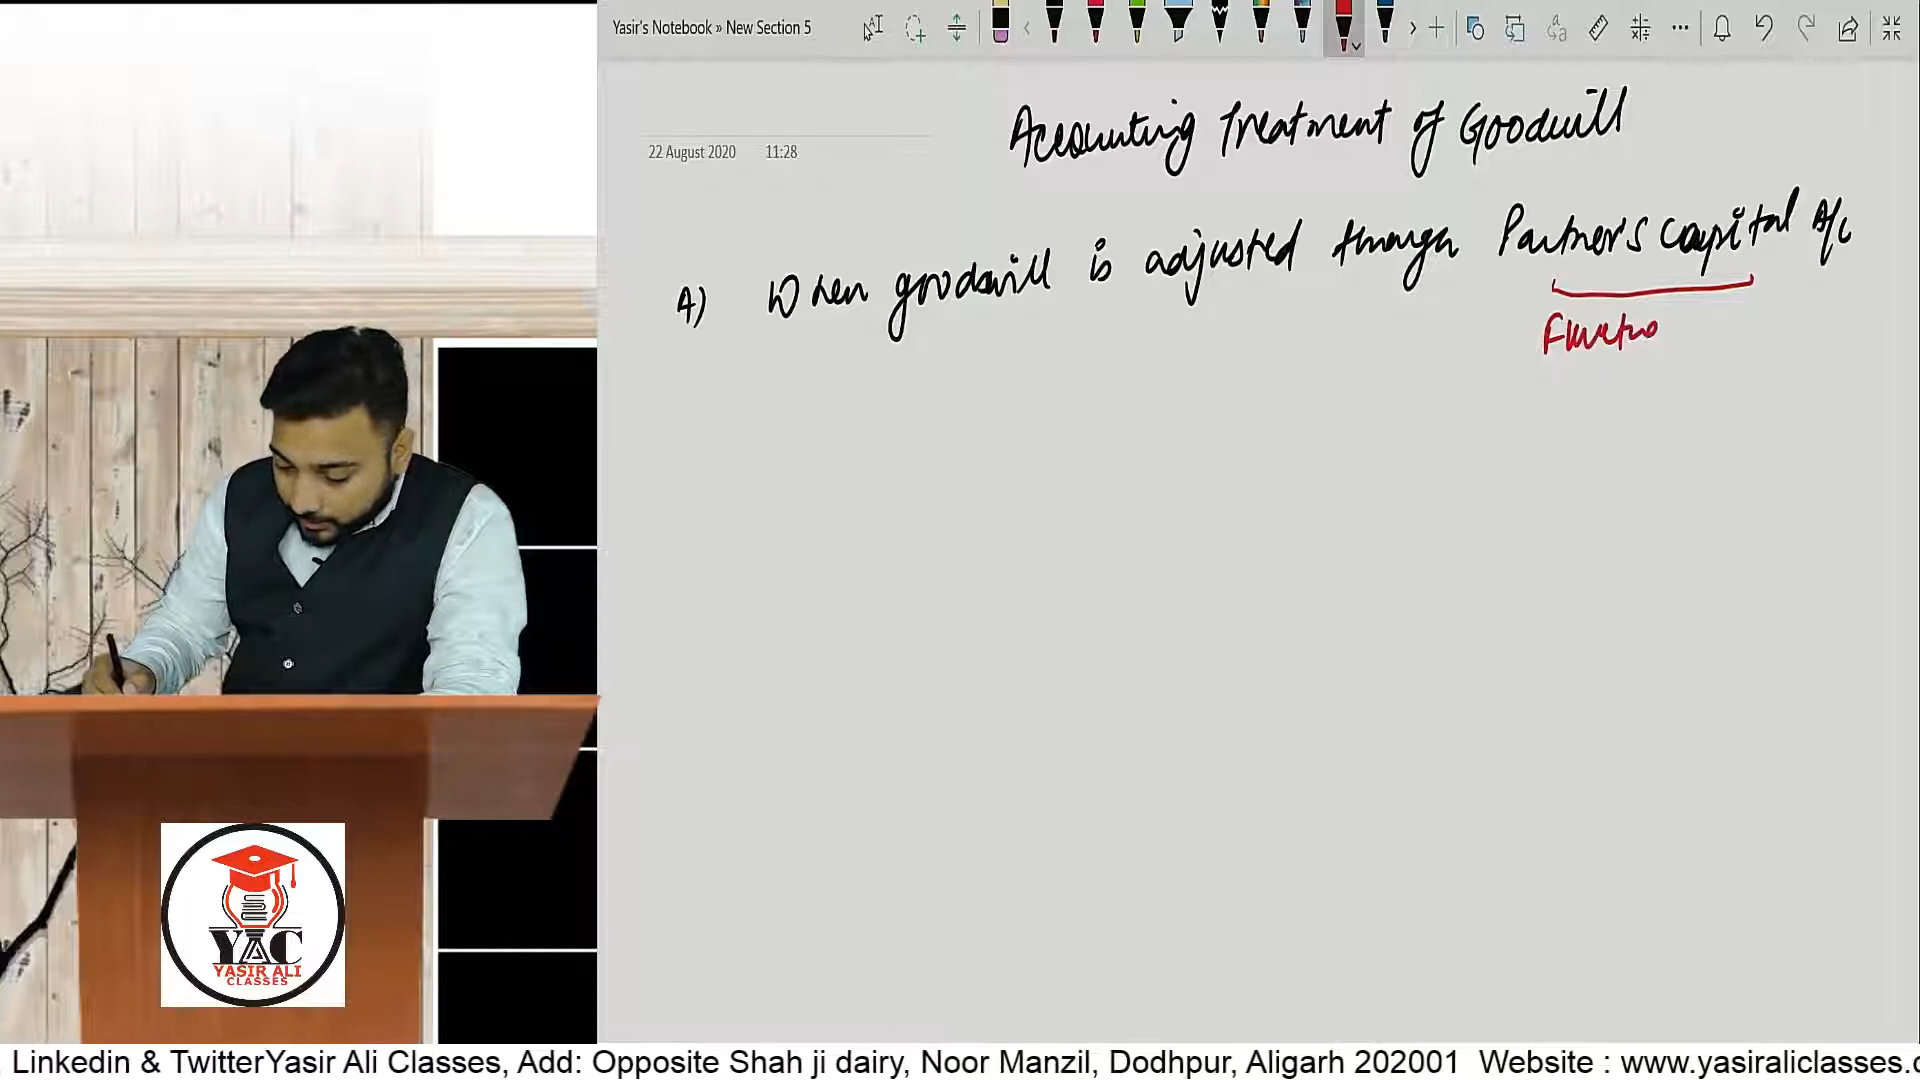 Yasir's Notebook » New Section 5
Accounting Treatment of Goodwill
22 August 2020 11:28
A) When goodwill is adjusted through Partner's capital A/c
YAC
YASIR ALI
CLASSES
Linkedin & TwitterYasir Ali Classes, Add: Opposite Shah ji dairy, Noor Manzil, Dodhpur, Aligarh 202001 Website : www.yasiraliclasses.c